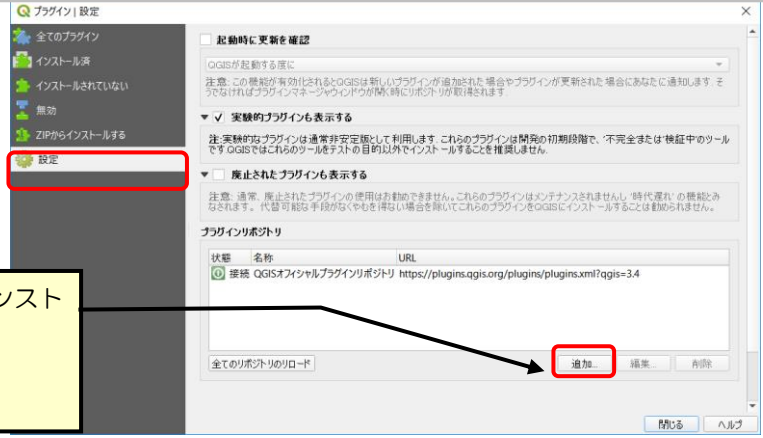 プラグイン | 設定
全てのプラグイン
インストール済
インストールされていない
無効
ZIPからインストールする
設定
起動時に更新を確認
QGISが起動する度に
注意: この機能が有効化されるとQGISは新しいプラグインが追加された場合やプラグインが更新された場合にあなたに通知します. そ
うでなければプラグインマネージャウィンドウが開く時にリポジトリが取得されます.
実験的プラグインも表示する
注:実験的なプラグインは通常非安定版として利用します. これらのプラグインは開発の初期段階で、'不完全または'検証中'のツール
です.QGISではこれらのツールをテストの目的以外でインストールすることを推奨しません.
廃止されたプラグインも表示する
注意: 通常、廃止されたプラグインの使用はお勧めできません。これらのプラグインはメンテナンスされませんし '時代遅れ' の機能とみ
なされます。 代替可能な手段がなくやむを得ない場合を除いてこれらのプラグインをQGISにインストールすることは勧められません。
プラグインリポジトリ
状態 名称 URL
接続 QGISオフィシャルプラグインリポジトリ https://plugins.qgis.org/plugins/plugins.xml?qgis=3.4
ンスト
全てのリポジトリのリロード 追加... 編集... 削除
閉じる ヘルプ